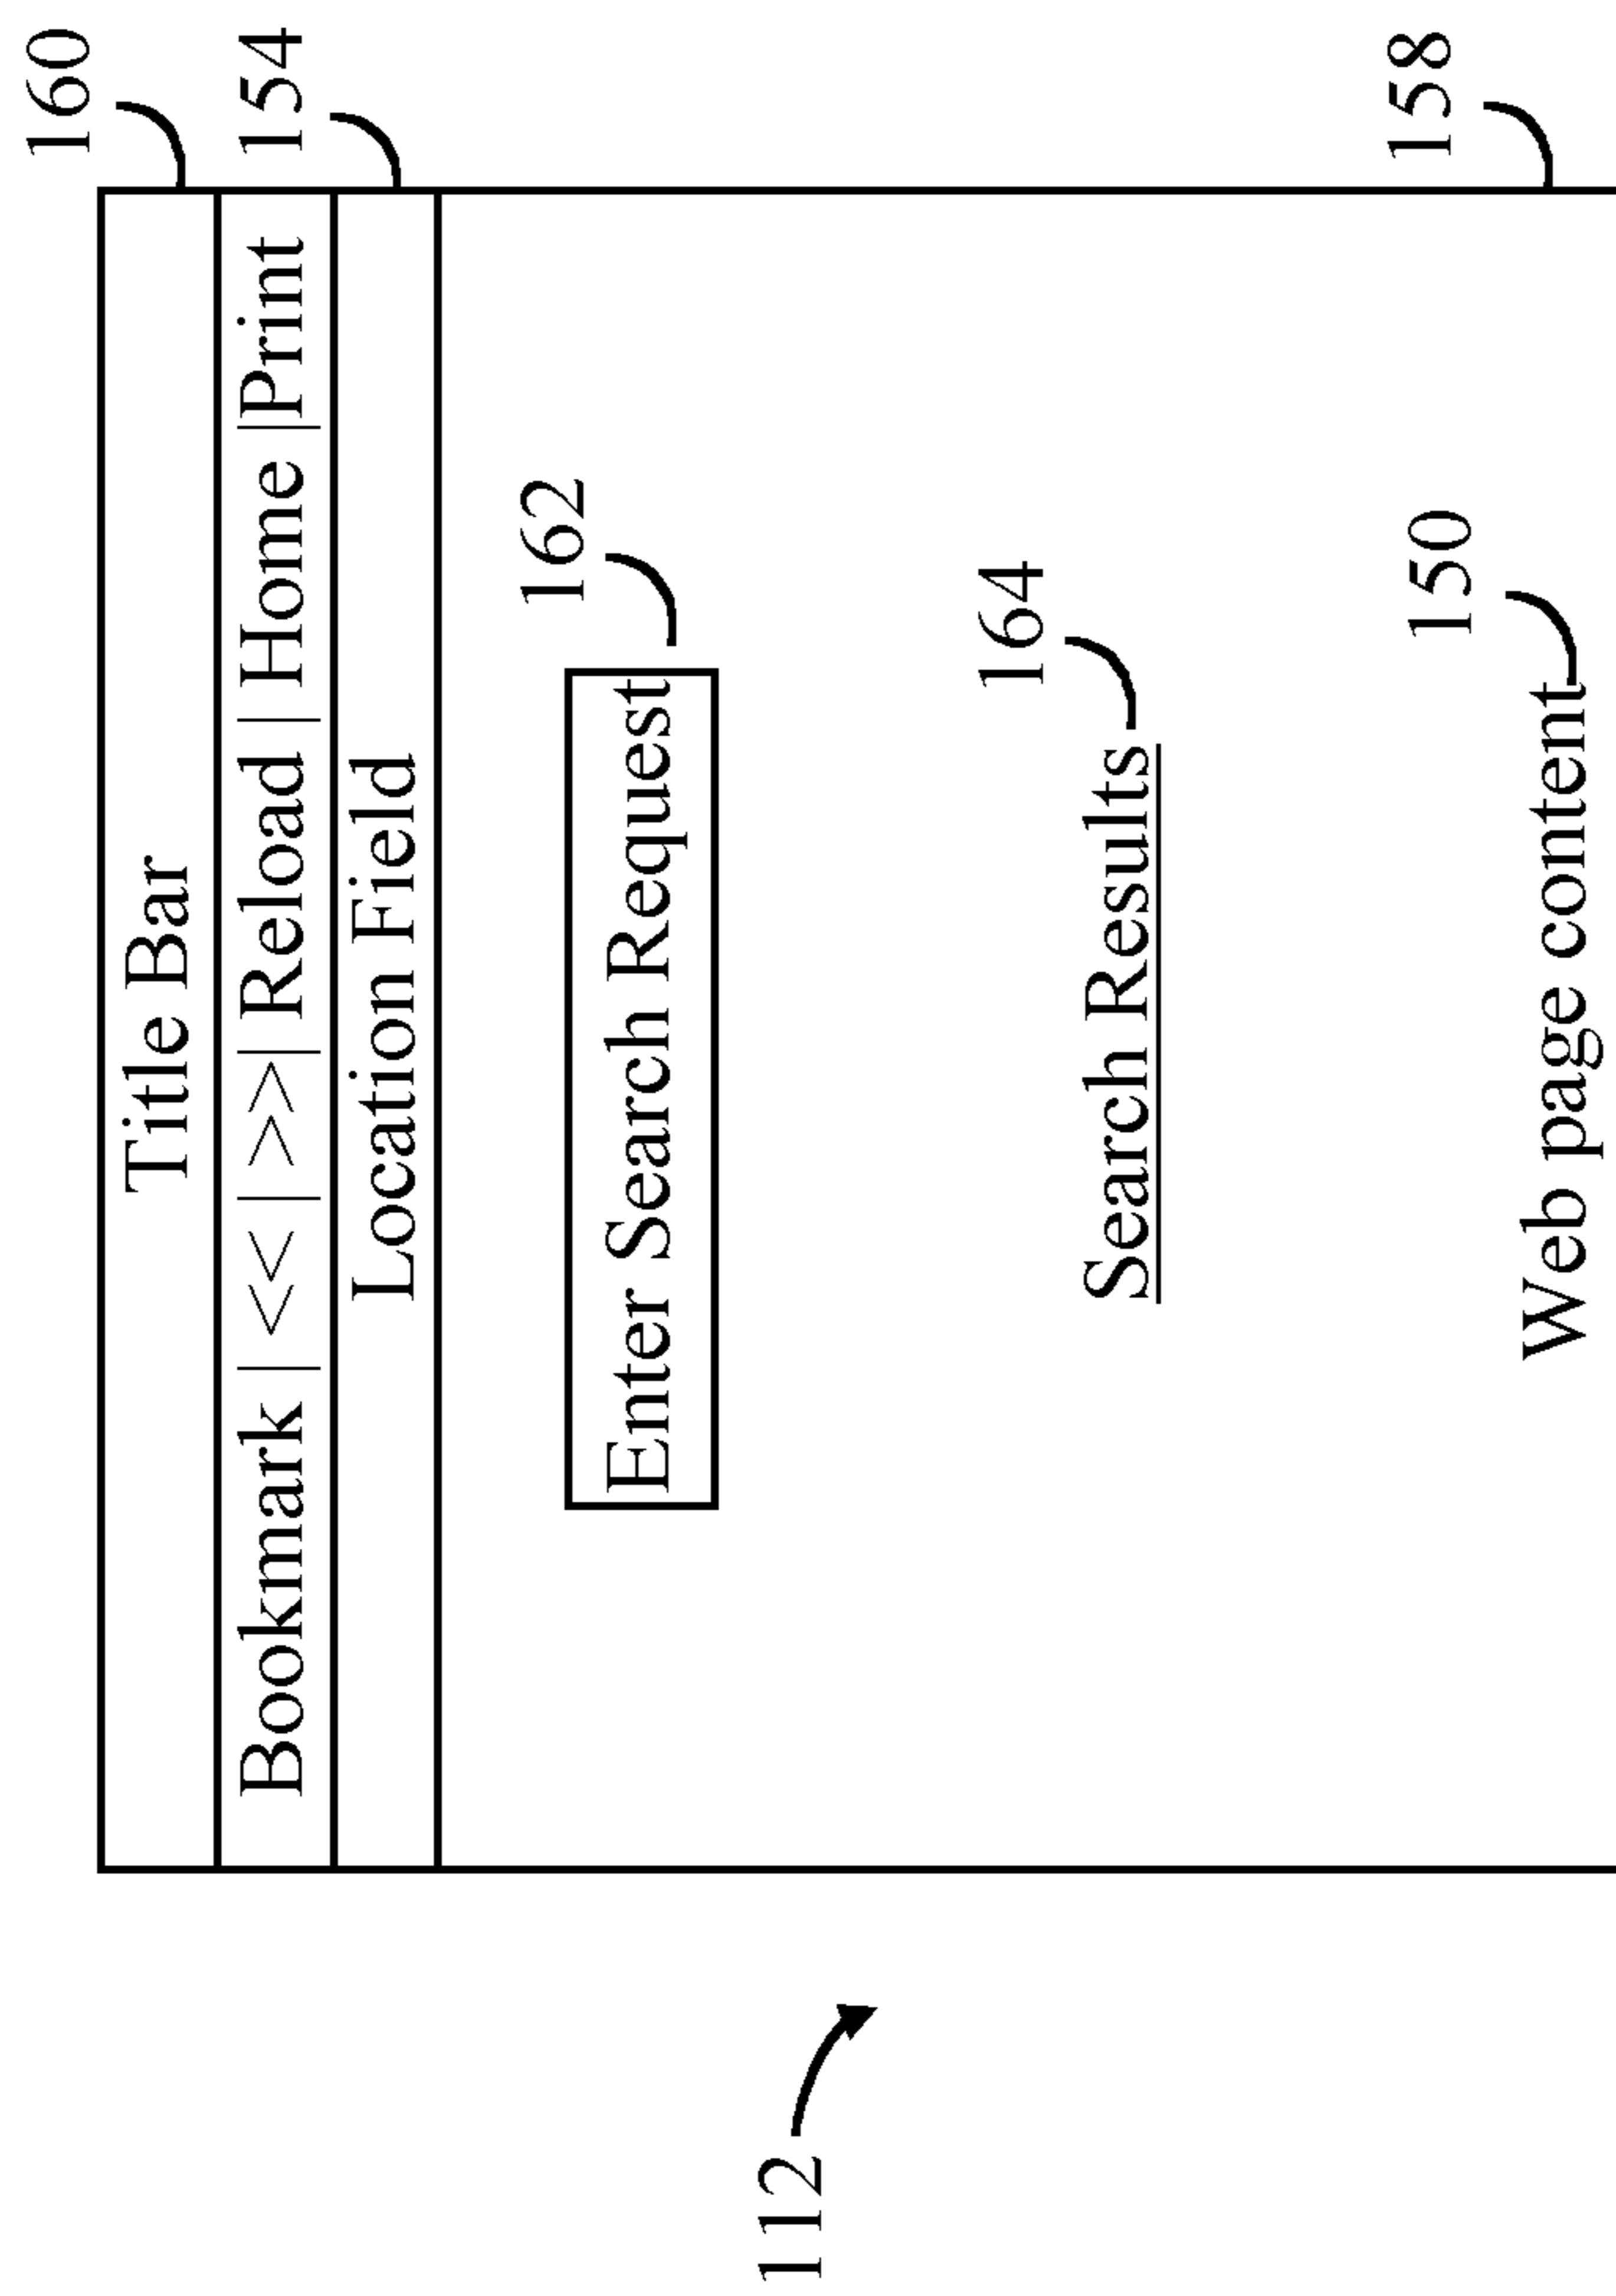 160
Title Bar
154
Bookmark | << | >> | Reload | Home | Print
Location Field
162
Enter Search Request
112
164
Search Results
158
150
Web page content